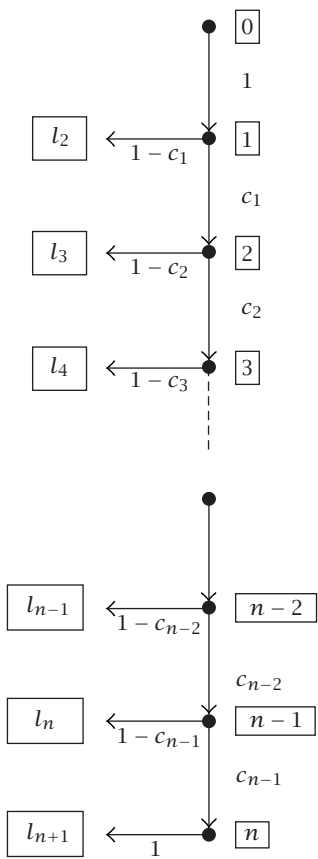 0
1
l₂
1 − c₁
1
c₁
l₃
1 − c₂
2
c₂
l₄
1 − c₃
3
lₙ₋₁
1 − cₙ₋₂
n − 2
cₙ₋₂
lₙ
1 − cₙ₋₁
n − 1
cₙ₋₁
lₙ₊₁
1
n